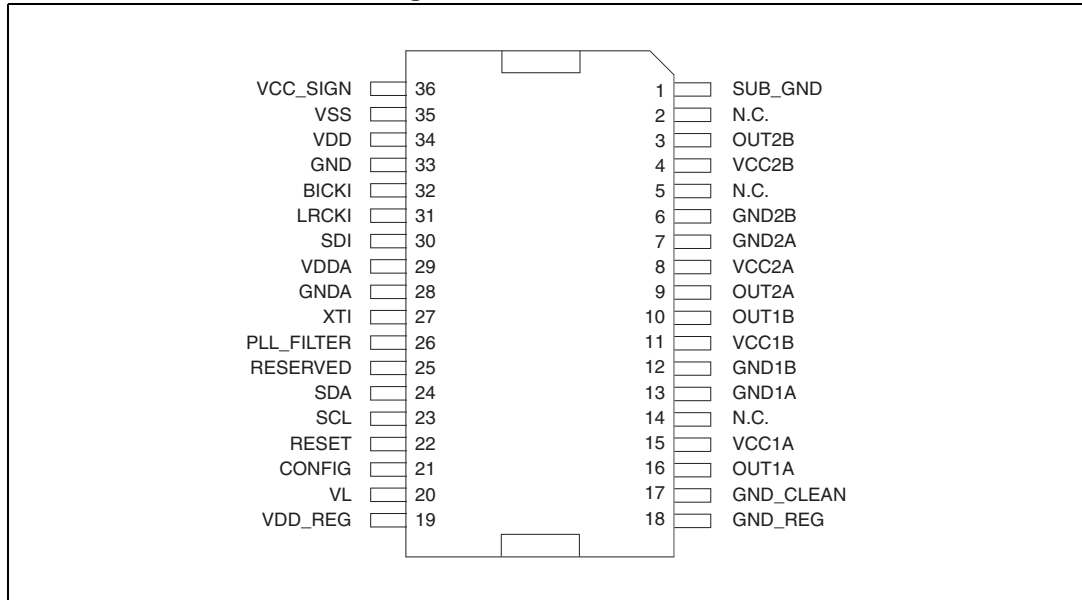 VCC_SIGN 36 1 SUB_GND
VSS 35 2 N.C.
VDD 34 3 OUT2B
GND 33 4 VCC2B
BICKI 32 5 N.C.
LRCKI 31 6 GND2B
SDI 30 7 GND2A
VDDA 29 8 VCC2A
GNDA 28 9 OUT2A
XTI 27 10 OUT1B
PLL_FILTER 26 11 VCC1B
RESERVED 25 12 GND1B
SDA 24 13 GND1A
SCL 23 14 N.C.
RESET 22 15 VCC1A
CONFIG 21 16 OUT1A
VL 20 17 GND_CLEAN
VDD_REG 19 18 GND_REG